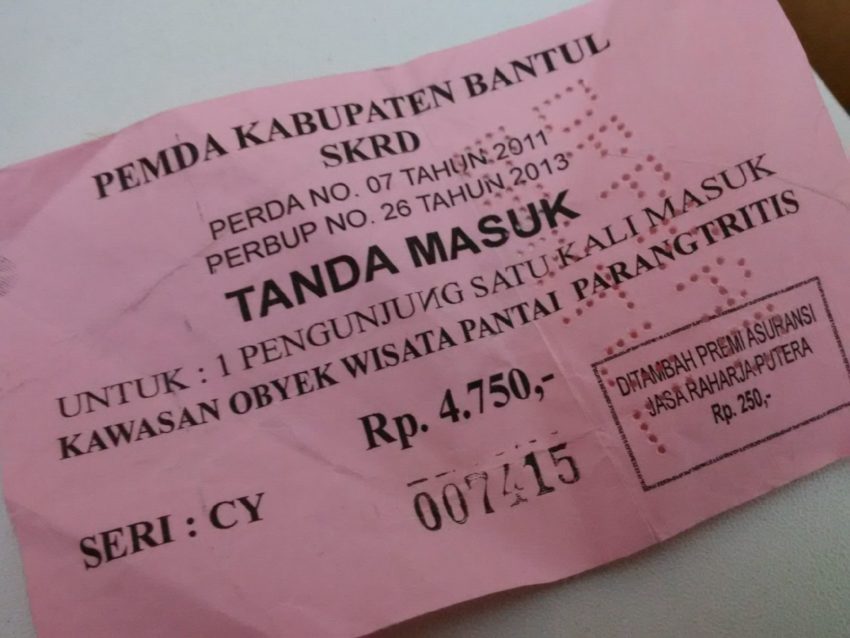 PEMDA KABUPATEN BANTUL
SKRD
PERDA NO. 07 TAHUN 2011
PERBUP NO. 26 TAHUN 2013
TANDA MASUK
UNTUK : 1 PENGUNJUNG SATU KALI MASUK
KAWASAN OBYEK WISATA PANTAI PARANGTRITIS
Rp. 4.750,-
DITAMBAH PREMI ASURANSI
JASA RAHARJA PUTERA
Rp. 250,-
SERI : CY
007415